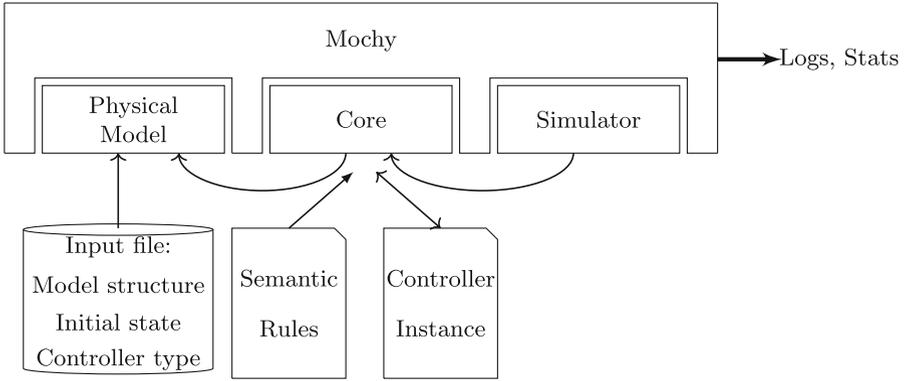 Mochy
Logs, Stats
Physical
Model
Core
Simulator
Input file:
Model structure
Initial state
Controller type
Semantic
Rules
Controller
Instance